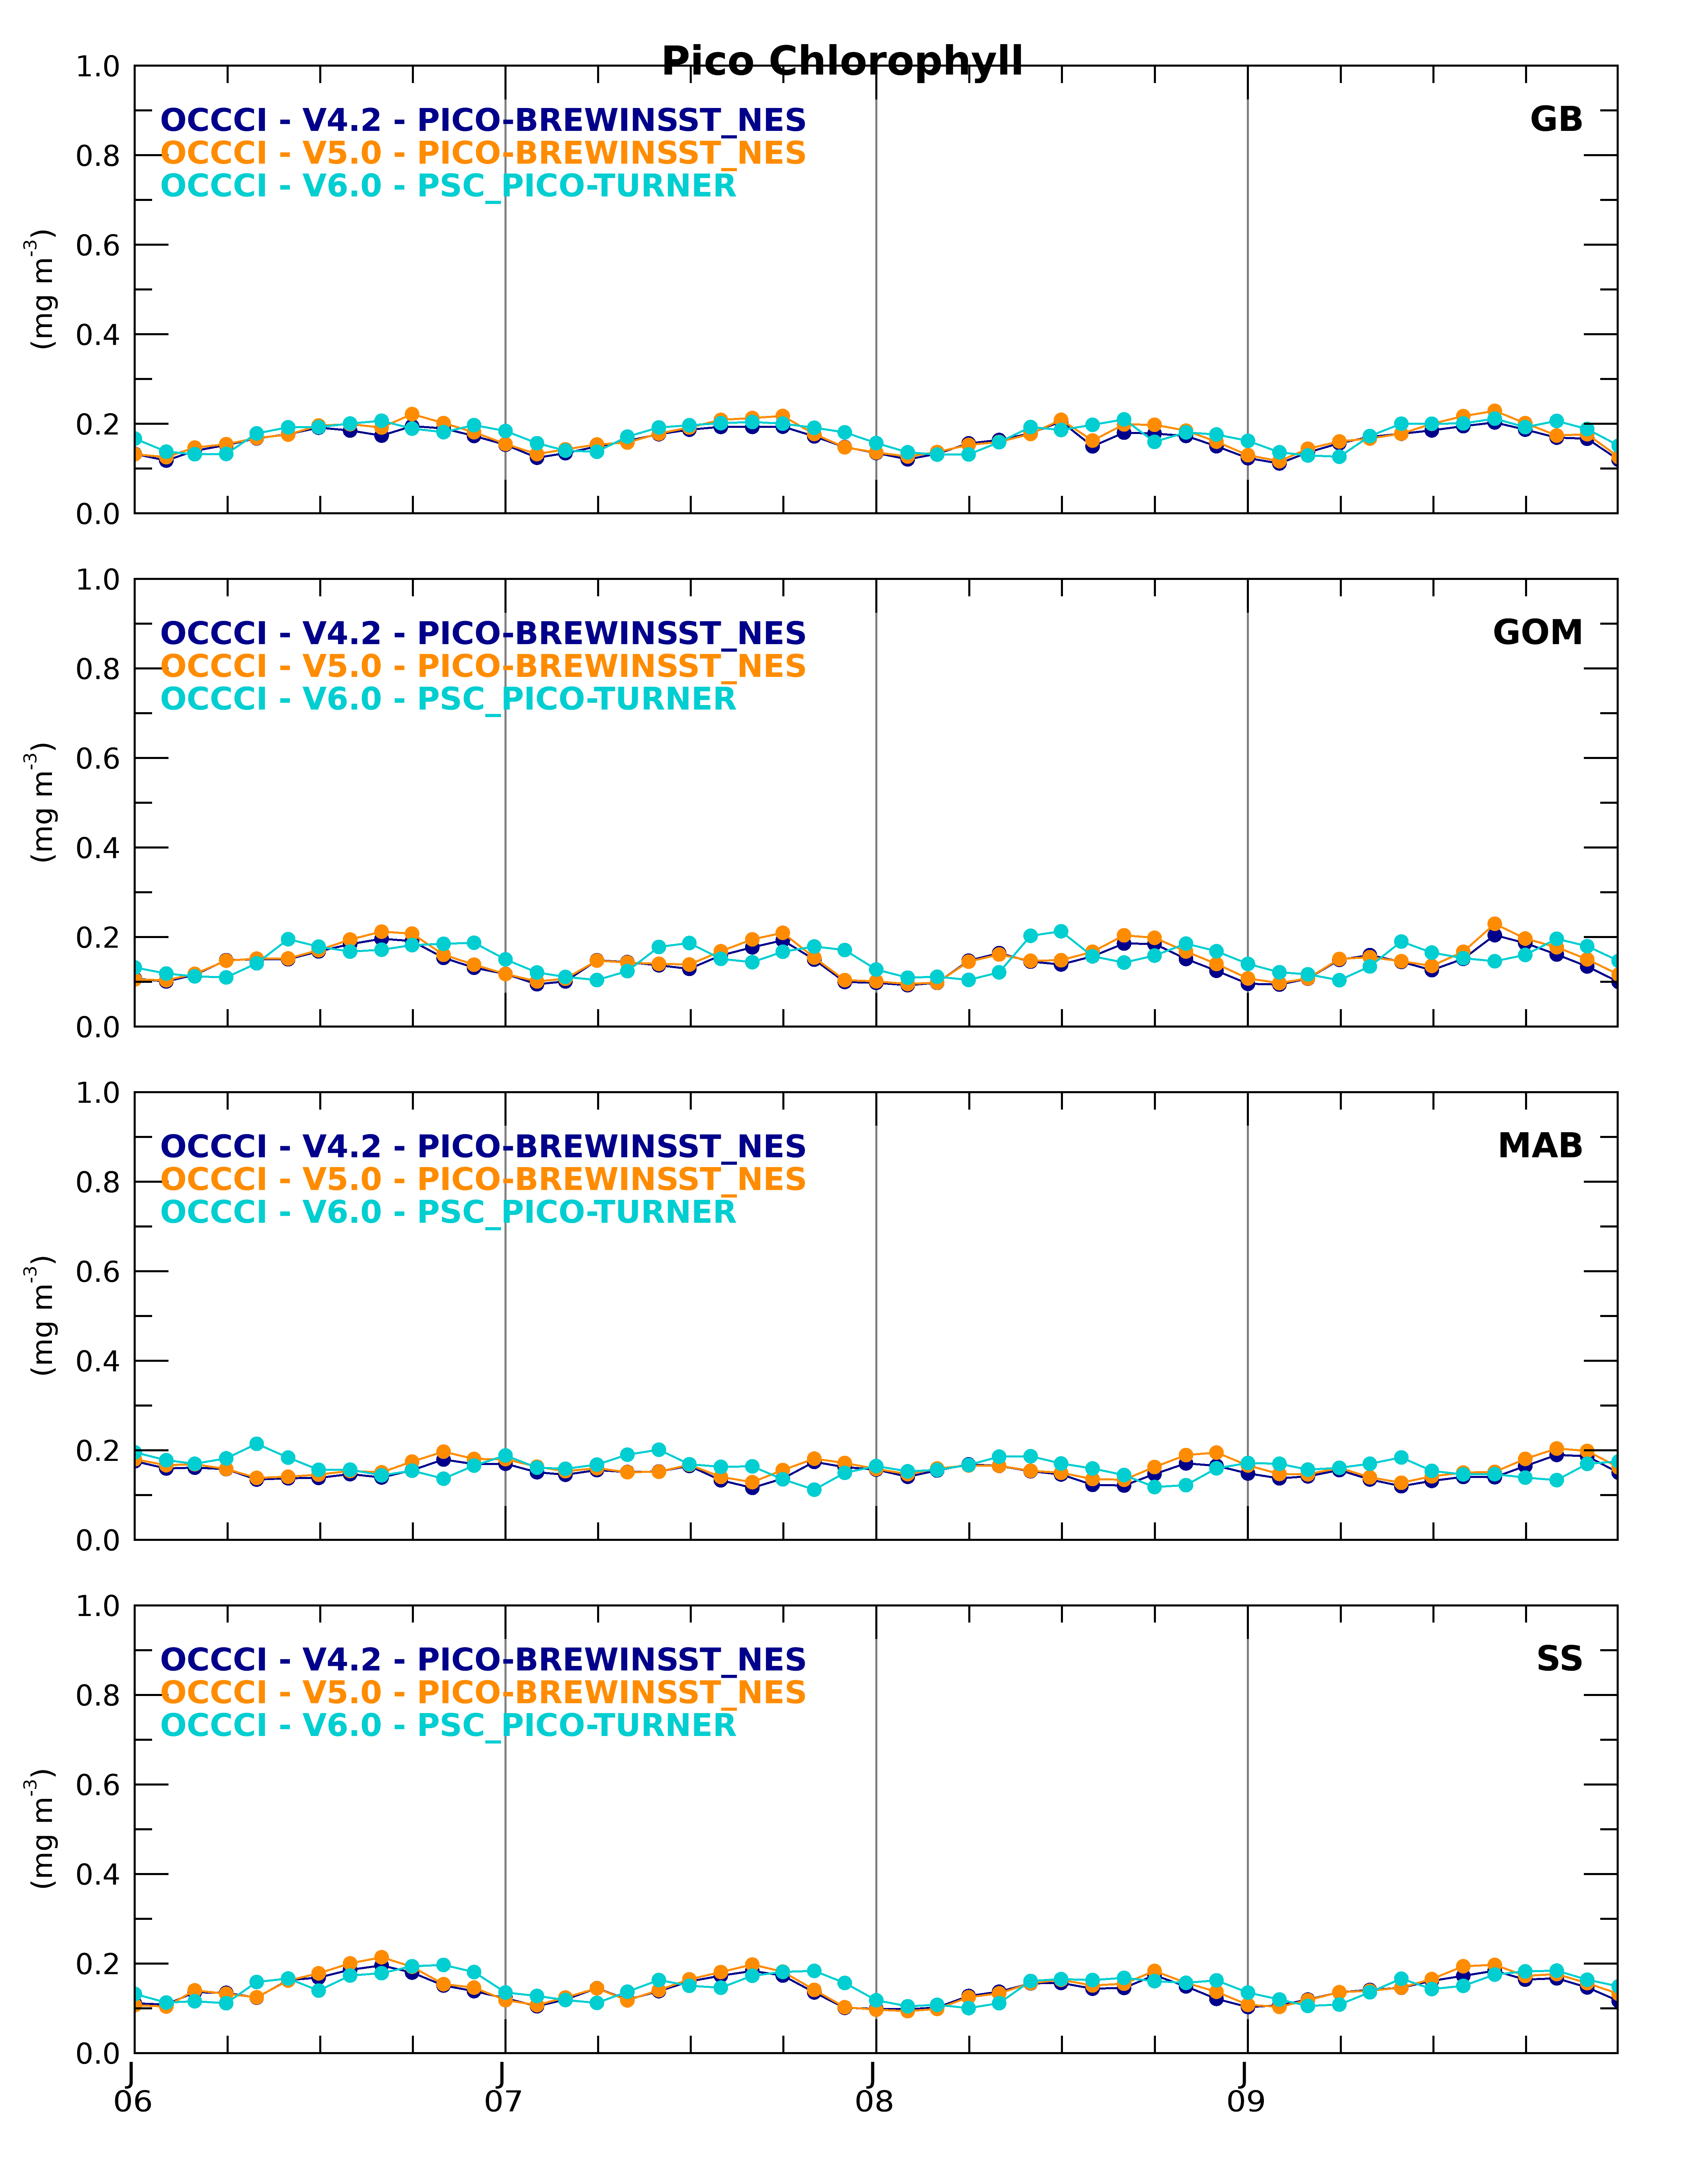 Pico Chlorophyll
1.0
OCCCI - V4.2 - PICO-BREWINSST_NES
GB
0.8
OCCCI - V5.0 - PICO-BREWINSST_NES
OCCCI - V6.0 - PSC_PICO-TURNER
0.6
(mg m⁻³)
0.4
0.2
0.0
1.0
OCCCI - V4.2 - PICO-BREWINSST_NES
GOM
0.8
OCCCI - V5.0 - PICO-BREWINSST_NES
OCCCI - V6.0 - PSC_PICO-TURNER
0.6
(mg m⁻³)
0.4
0.2
0.0
1.0
OCCCI - V4.2 - PICO-BREWINSST_NES
MAB
0.8
OCCCI - V5.0 - PICO-BREWINSST_NES
OCCCI - V6.0 - PSC_PICO-TURNER
0.6
(mg m⁻³)
0.4
0.2
0.0
1.0
OCCCI - V4.2 - PICO-BREWINSST_NES
SS
0.8
OCCCI - V5.0 - PICO-BREWINSST_NES
OCCCI - V6.0 - PSC_PICO-TURNER
0.6
(mg m⁻³)
0.4
0.2
0.0
J J J J
06 07 08 09